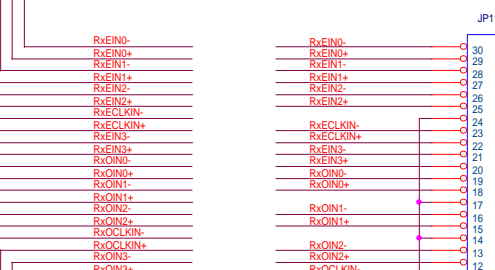 JP1
RxEIN0- RxEIN0- 30
RxEIN0+ RxEIN0+ 29
RxEIN1- RxEIN1- 28
RxEIN1+ RxEIN1+ 27
RxEIN2- RxEIN2- 26
RxEIN2+ RxEIN2+ 25
RxECLKIN- 24
RxECLKIN+ RxECLKIN- 23
RxEIN3- RxECLKIN+ 22
RxEIN3+ RxEIN3- 21
RxOIN0- RxEIN3+ 20
RxOIN0+ RxOIN0- 19
RxOIN1- RxOIN0+ 18
RxOIN1+ 17
RxOIN2- RxOIN1- 16
RxOIN2+ RxOIN1+ 15
RxOCLKIN- 14
RxOCLKIN+ RxOIN2- 13
RxOIN3- RxOIN2+ 12
RxOIN3+ RxOCLKIN-